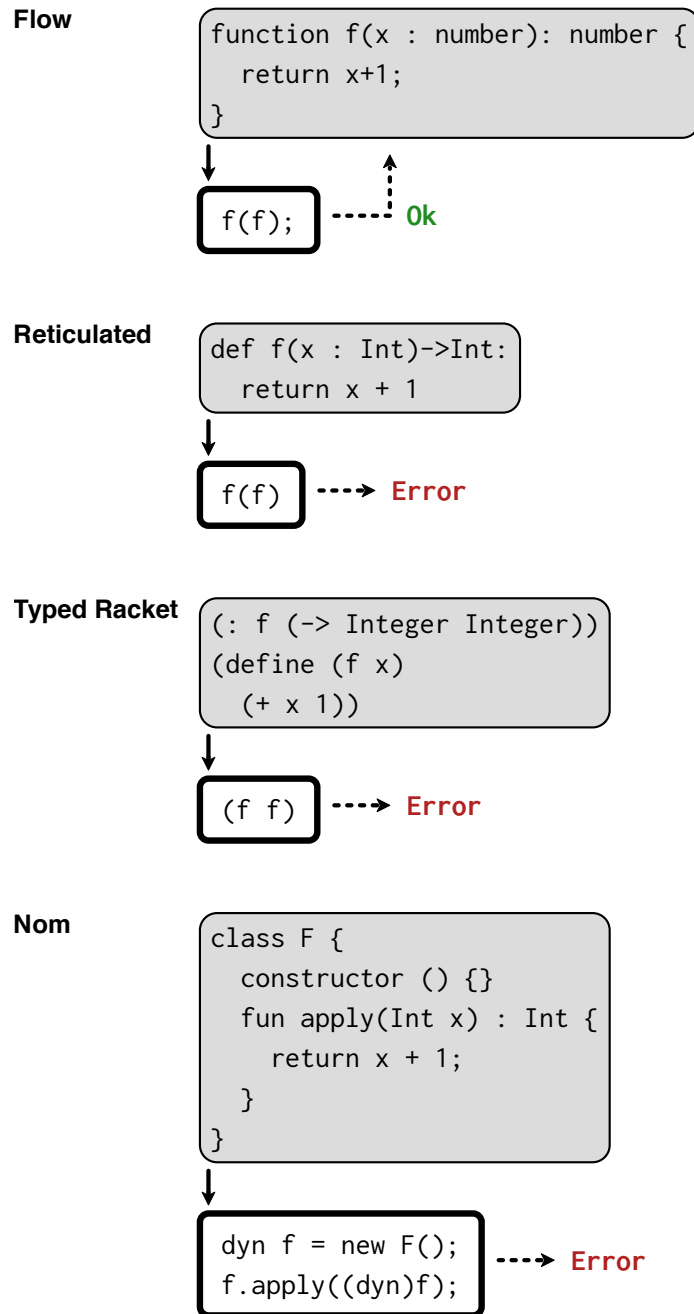 Flow
function f(x : number): number {
  return x+1;
}
f(f);
Ok
Reticulated
def f(x : Int)->Int:
  return x + 1
f(f)
Error
Typed Racket
(: f (-> Integer Integer))
(define (f x)
  (+ x 1))
(f f)
Error
Nom
class F {
  constructor () {}
  fun apply(Int x) : Int {
    return x + 1;
  }
}
dyn f = new F();
f.apply((dyn)f);
Error